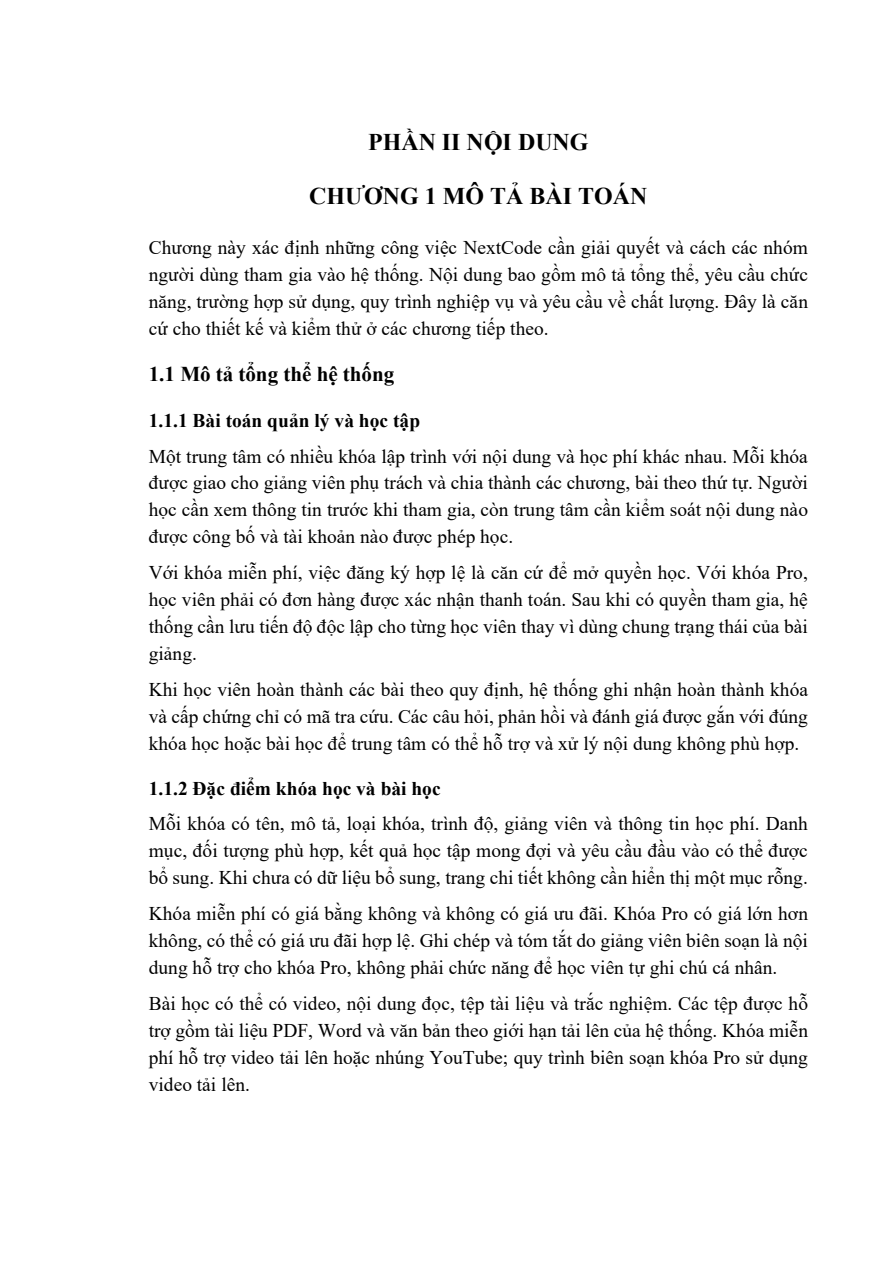 PHẦN II NỘI DUNG
CHƯƠNG 1 MÔ TẢ BÀI TOÁN
Chương này xác định những công việc NextCode cần giải quyết và cách các nhóm
người dùng tham gia vào hệ thống. Nội dung bao gồm mô tả tổng thể, yêu cầu chức
năng, trường hợp sử dụng, quy trình nghiệp vụ và yêu cầu về chất lượng. Đây là căn
cứ cho thiết kế và kiểm thử ở các chương tiếp theo.
1.1 Mô tả tổng thể hệ thống
1.1.1 Bài toán quản lý và học tập
Một trung tâm có nhiều khóa lập trình với nội dung và học phí khác nhau. Mỗi khóa
được giao cho giảng viên phụ trách và chia thành các chương, bài theo thứ tự. Người
học cần xem thông tin trước khi tham gia, còn trung tâm cần kiểm soát nội dung nào
được công bố và tài khoản nào được phép học.
Với khóa miễn phí, việc đăng ký hợp lệ là căn cứ để mở quyền học. Với khóa Pro,
học viên phải có đơn hàng được xác nhận thanh toán. Sau khi có quyền tham gia, hệ
thống cần lưu tiến độ độc lập cho từng học viên thay vì dùng chung trạng thái của bài
giảng.
Khi học viên hoàn thành các bài theo quy định, hệ thống ghi nhận hoàn thành khóa
và cấp chứng chỉ có mã tra cứu. Các câu hỏi, phản hồi và đánh giá được gắn với đúng
khóa học hoặc bài học để trung tâm có thể hỗ trợ và xử lý nội dung không phù hợp.
1.1.2 Đặc điểm khóa học và bài học
Mỗi khóa có tên, mô tả, loại khóa, trình độ, giảng viên và thông tin học phí. Danh
mục, đối tượng phù hợp, kết quả học tập mong đợi và yêu cầu đầu vào có thể được
bổ sung. Khi chưa có dữ liệu bổ sung, trang chi tiết không cần hiển thị một mục rỗng.
Khóa miễn phí có giá bằng không và không có giá ưu đãi. Khóa Pro có giá lớn hơn
không, có thể có giá ưu đãi hợp lệ. Ghi chép và tóm tắt do giảng viên biên soạn là nội
dung hỗ trợ cho khóa Pro, không phải chức năng để học viên tự ghi chú cá nhân.
Bài học có thể có video, nội dung đọc, tệp tài liệu và trắc nghiệm. Các tệp được hỗ
trợ gồm tài liệu PDF, Word và văn bản theo giới hạn tải lên của hệ thống. Khóa miễn
phí hỗ trợ video tải lên hoặc nhúng YouTube; quy trình biên soạn khóa Pro sử dụng
video tải lên.